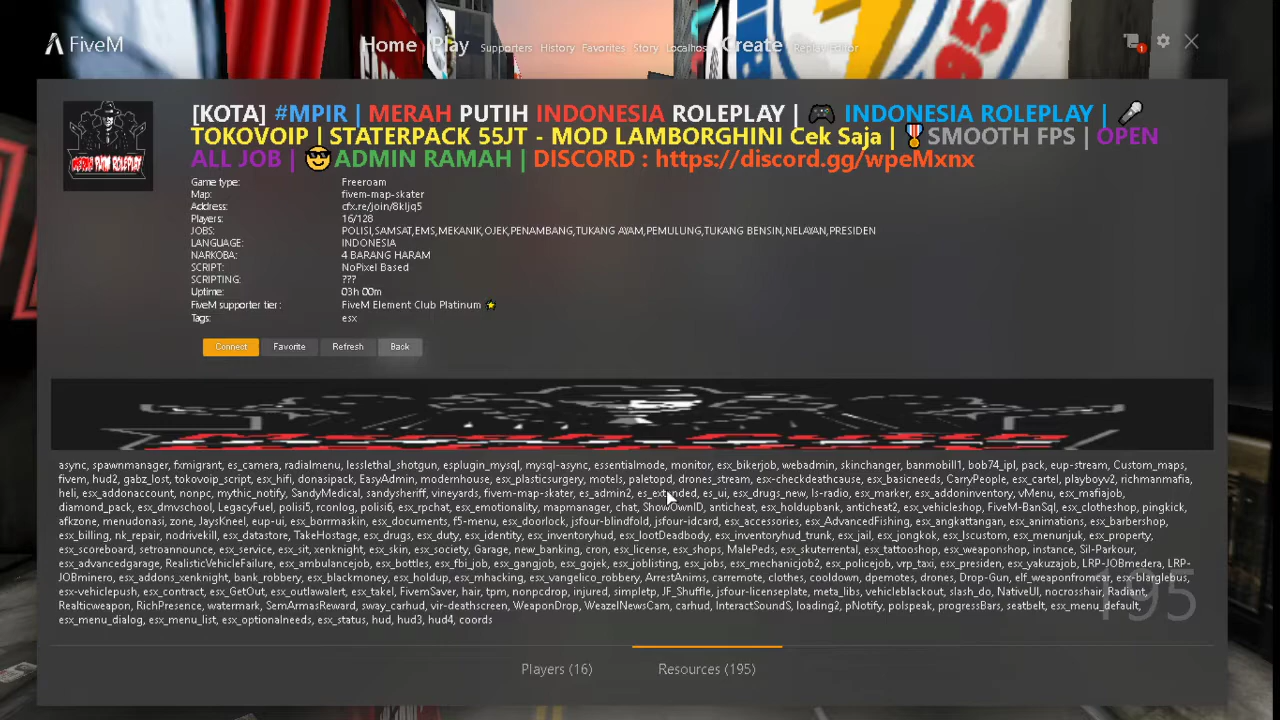 FiveM
Home Play Supporters History Favorites Story Localhost Create Replay Editor
1
[KOTA] #MPIR | MERAH PUTIH INDONESIA ROLEPLAY | 🎮 INDONESIA ROLEPLAY | 🎤
TOKOVOIP | STATERPACK 55JT - MOD LAMBORGHINI Cek Saja | 🎖SMOOTH FPS | OPEN
ALL JOB | 😎ADMIN RAMAH | DISCORD : https://discord.gg/wpeMxnx
Game type: Freeroam
Map: fivem-map-skater
Address: cfx.re/join/8kljq5
Players: 16/128
JOBS: POLISI,SAMSAT,EMS,MEKANIK,OJEK,PENAMBANG,TUKANG AYAM,PEMULUNG,TUKANG BENSIN,NELAYAN,PRESIDEN
LANGUAGE: INDONESIA
NARKOBA: 4 BARANG HARAM
SCRIPT: NoPixel Based
SCRIPTING: ???
Uptime: 03h 00m
FiveM supporter tier: FiveM Element Club Platinum ⭐
Tags: esx
Connect Favorite Refresh Back
async, spawnmanager, fxmigrant, es_camera, radialmenu, lesslethal_shotgun, esplugin_mysql, mysql-async, essentialmode, monitor, esx_bikerjob, webadmin, skinchanger, banmobill1, bob74_ipl, pack, eup-stream, Custom_maps,
fivem, hud2, gabz_lost, tokovoip_script, esx_hifi, donasipack, EasyAdmin, modernhouse, esx_plasticsurgery, motels, paletopd, drones_stream, esx-checkdeathcause, esx_basicneeds, CarryPeople, esx_cartel, playboyv2, richmanmafia,
heli, esx_addonaccount, nonpc, mythic_notify, SandyMedical, sandysheriff, vineyards, fivem-map-skater, es_admin2, es_extended, es_ui, esx_drugs_new, ls-radio, esx_marker, esx_addoninventory, vMenu, esx_mafiajob,
diamond_pack, esx_dmvschool, LegacyFuel, polisi5, rconlog, polisi6, esx_rpchat, esx_emotionality, mapmanager, chat, ShowOwnID, anticheat, esx_holdupbank, anticheat2, esx_vehicleshop, FiveM-BanSql, esx_clotheshop, pingkick,
afkzone, menudonasi, zone, JaysKneel, eup-ui, esx_borrmaskin, esx_documents, f5-menu, esx_doorlock, jsfour-blindfold, jsfour-idcard, esx_accessories, esx_AdvancedFishing, esx_angkattangan, esx_animations, esx_barbershop,
esx_billing, nk_repair, nodrivekill, esx_datastore, TakeHostage, esx_drugs, esx_duty, esx_identity, esx_inventoryhud, esx_lootDeadbody, esx_inventoryhud_trunk, esx_jail, esx_jongkok, esx_lscustom, esx_menunjuk, esx_property,
esx_scoreboard, setroannounce, esx_service, esx_sit, xenknight, esx_skin, esx_society, Garage, new_banking, cron, esx_license, esx_shops, MalePeds, esx_skuterrental, esx_tattooshop, esx_weaponshop, instance, Sil-Parkour,
esx_advancedgarage, RealisticVehicleFailure, esx_ambulancejob, esx_bottles, esx_fbi_job, esx_gangjob, esx_gojek, esx_joblisting, esx_jobs, esx_mechanicjob2, esx_policejob, vrp_taxi, esx_presiden, esx_yakuzajob, LRP-JOBmedera, LRP-
JOBminero, esx_addons_xenknight, bank_robbery, esx_blackmoney, esx_holdup, esx_mhacking, esx_vangelico_robbery, ArrestAnims, carremote, clothes, cooldown, dpemotes, drones, Drop-Gun, elf_weaponfromcar, esx-blarglebus,
esx-vehiclepush, esx_contract, esx_GetOut, esx_outlawalert, esx_takel, FivemSaver, hair, tpm, nonpcdrop, injured, simpletp, JF_Shuffle, jsfour-licenseplate, meta_libs, vehicleblackout, slash_do, NativeUI, nocrosshair, Radiant,
Realticweapon, RichPresence, watermark, SemArmasReward, sway_carhud, vir-deathscreen, WeaponDrop, WeazelNewsCam, carhud, InteractSoundS, loading2, pNotify, polspeak, progressBars, seatbelt, esx_menu_default,
esx_menu_dialog, esx_menu_list, esx_optionalneeds, esx_status, hud, hud3, hud4, coords
195
Players (16) Resources (195)